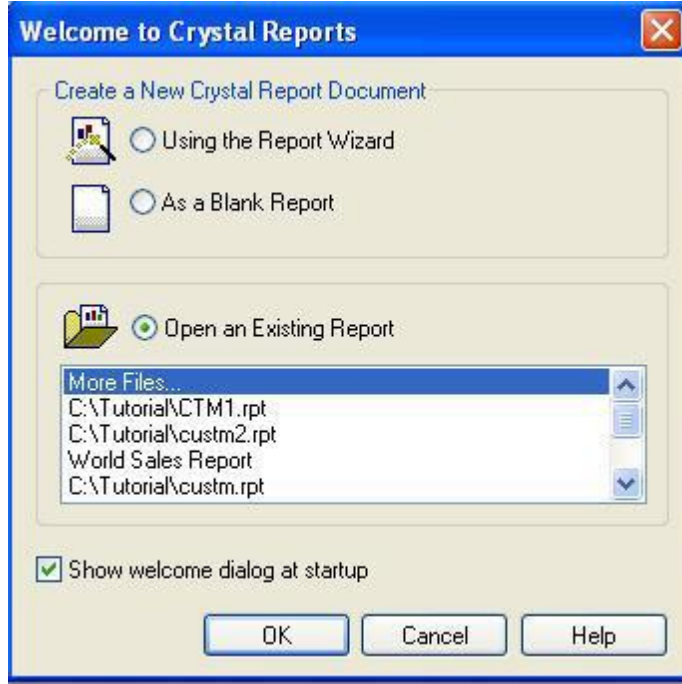 Welcome to Crystal Reports
Create a New Crystal Report Document
Using the Report Wizard
As a Blank Report
Open an Existing Report
More Files...
C:\Tutorial\CTM1.rpt
C:\Tutorial\custm2.rpt
World Sales Report
C:\Tutorial\custm.rpt
Show welcome dialog at startup
OK Cancel Help